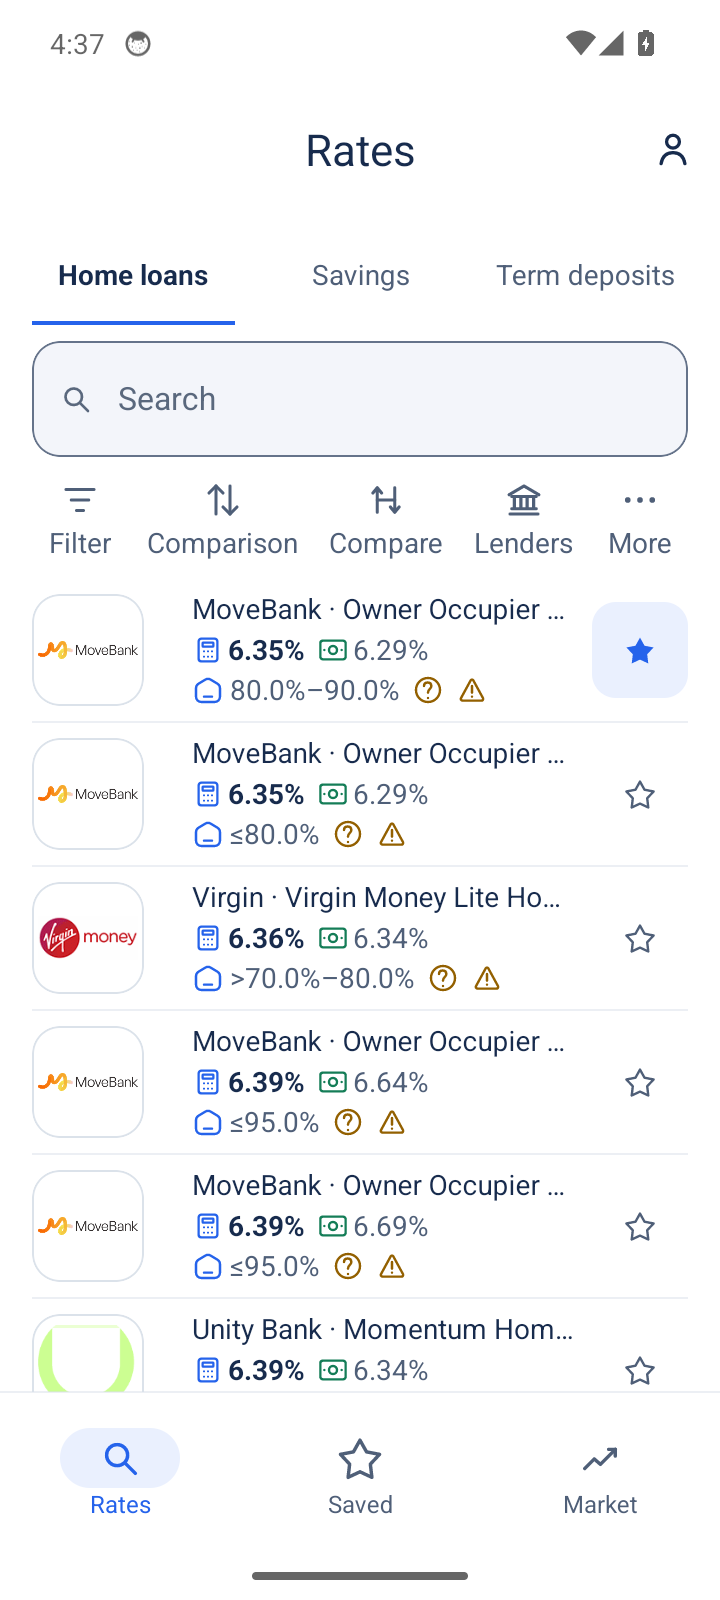 4:37
Rates
Home loans
Savings
Term deposits
Search
Filter
Comparison
Compare
Lenders
More
MoveBank
MoveBank · Owner Occupier ...
6.35% 6.29%
80.0%–90.0%
MoveBank
MoveBank · Owner Occupier ...
6.35% 6.29%
≤80.0%
Virgin money
Virgin · Virgin Money Lite Ho...
6.36% 6.34%
>70.0%–80.0%
MoveBank
MoveBank · Owner Occupier ...
6.39% 6.64%
≤95.0%
MoveBank
MoveBank · Owner Occupier ...
6.39% 6.69%
≤95.0%
Unity Bank · Momentum Hom...
6.39% 6.34%
Rates
Saved
Market